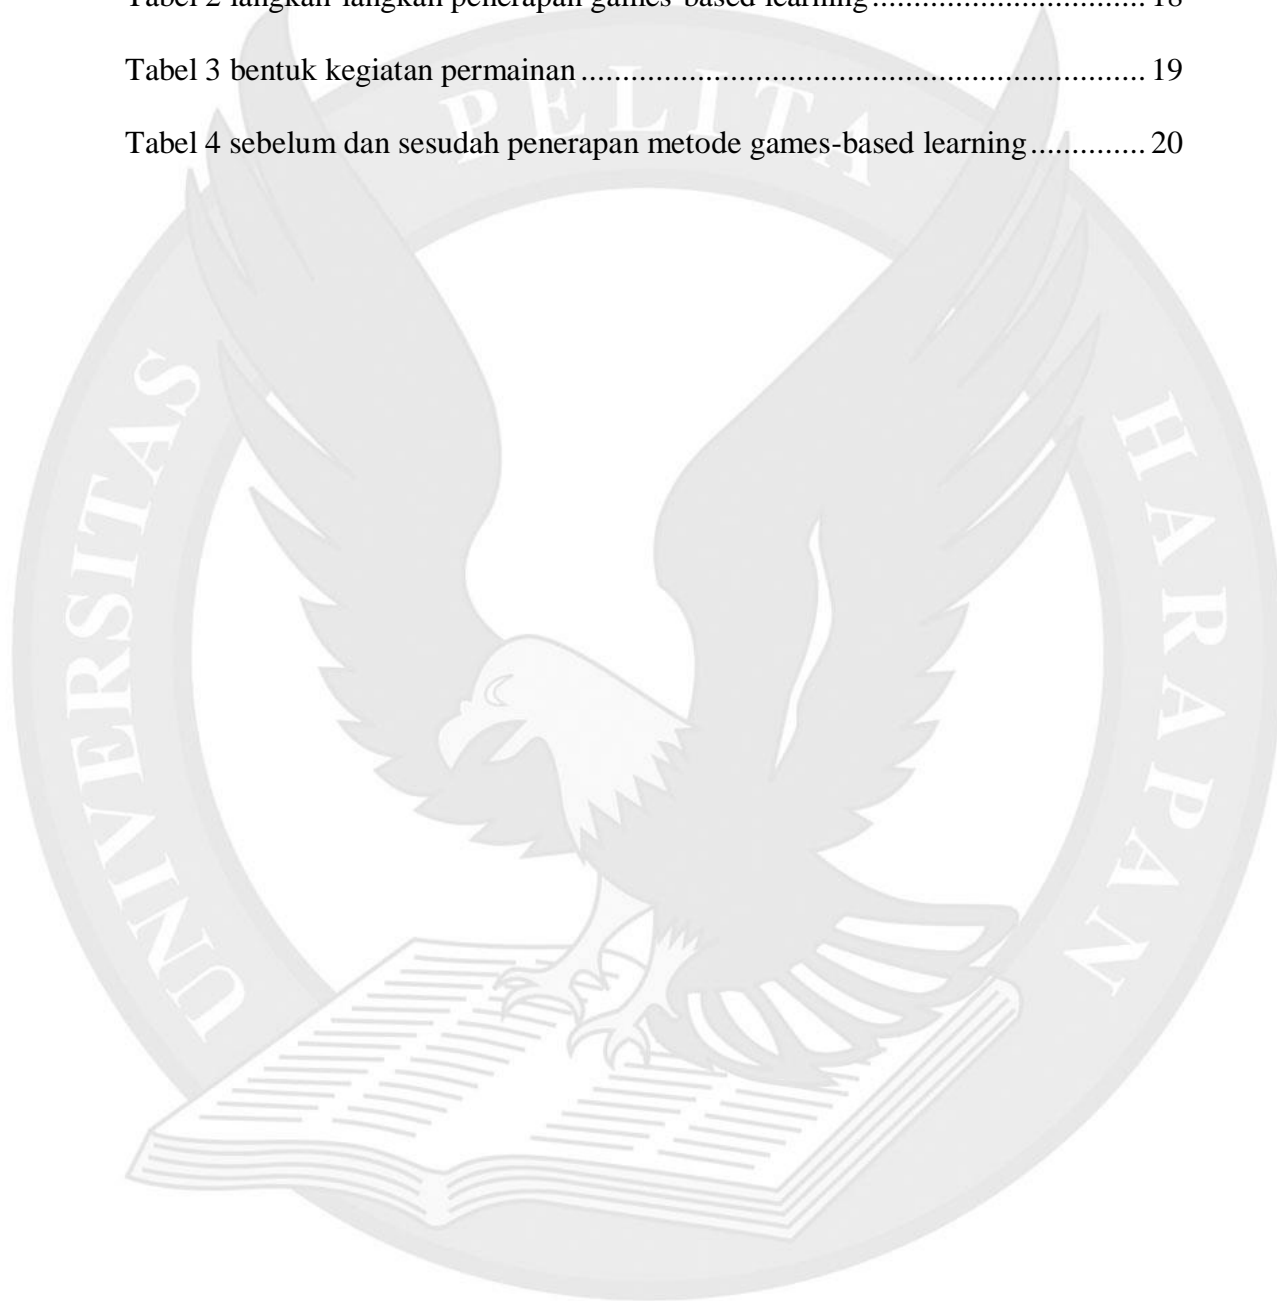 Tabel 2 langkah-langkah penerapan games-based learning.................................. 18
Tabel 3 bentuk kegiatan permainan ..................................................................... 19
Tabel 4 sebelum dan sesudah penerapan metode games-based learning.............. 20
UNIVERSITAS PELITA HARAPAN